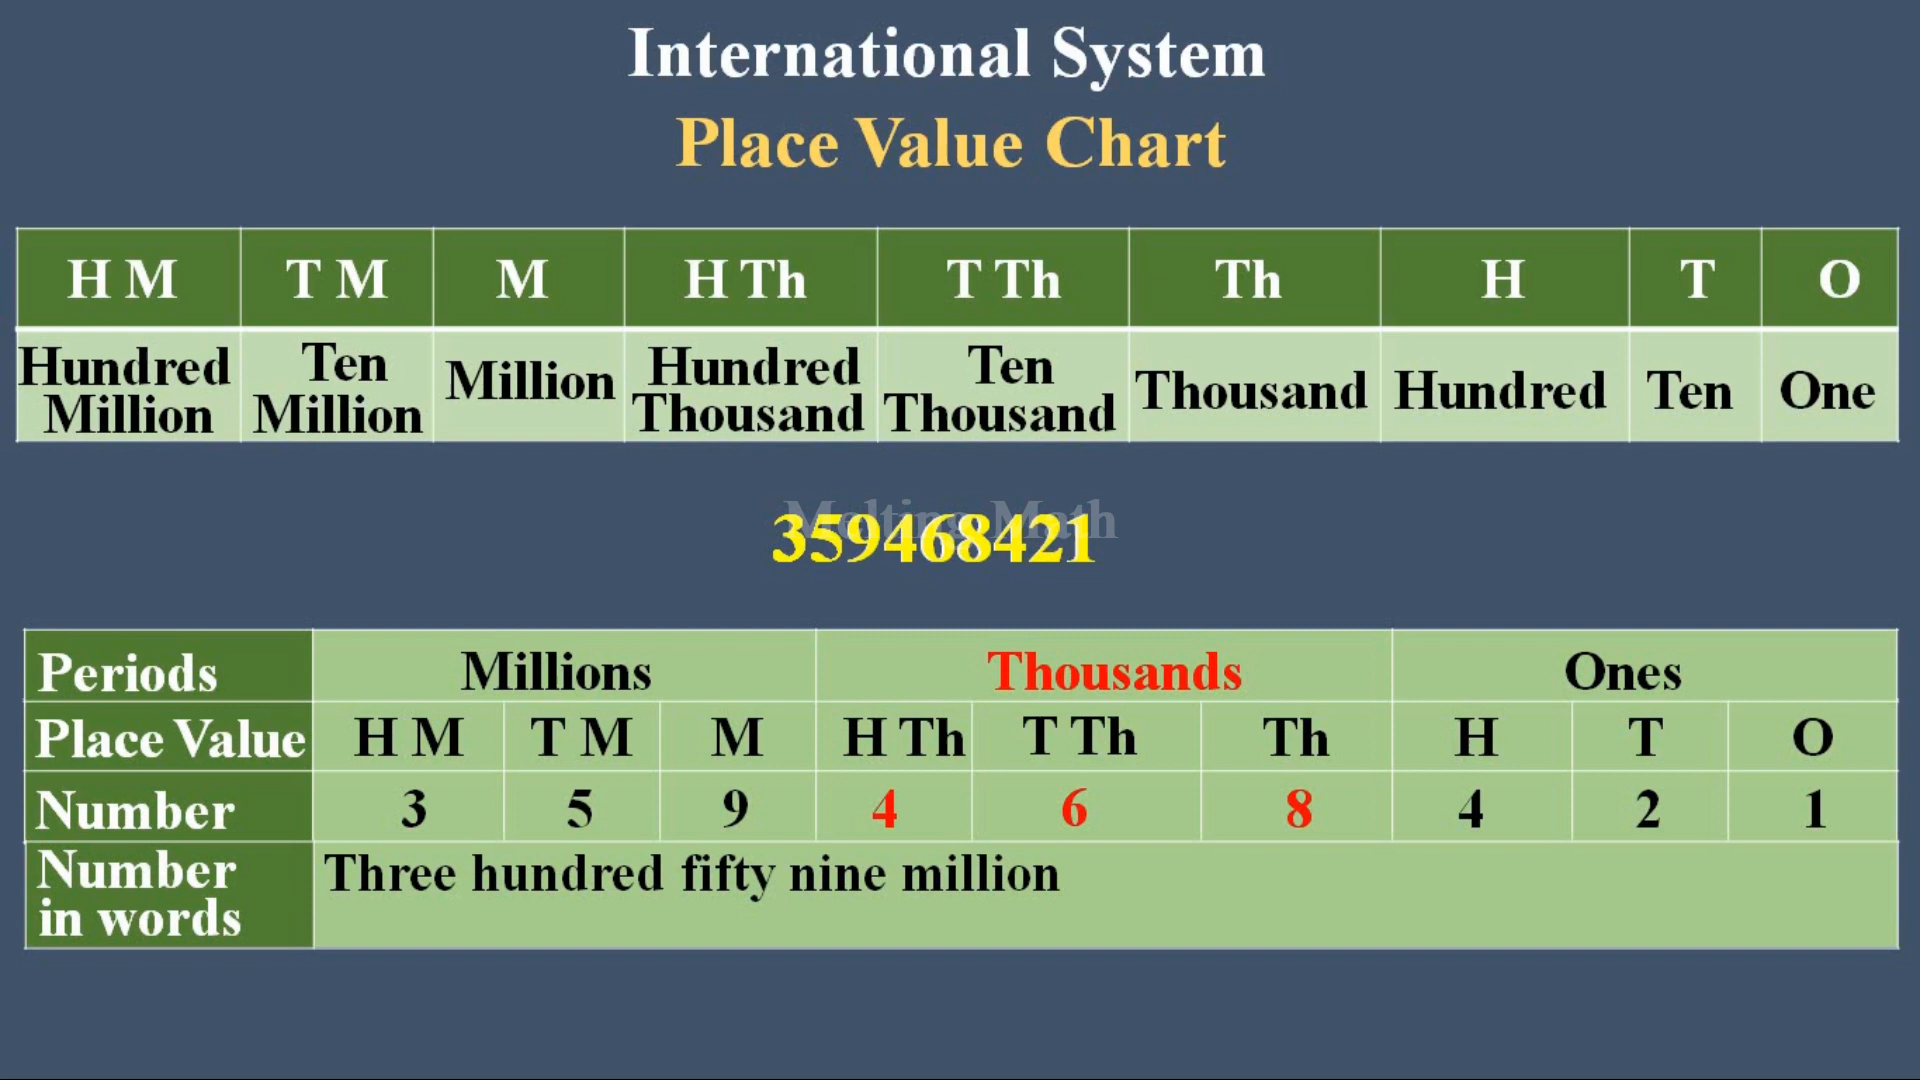 International System
Place Value Chart
H M T M M H Th T Th Th H T O
Hundred Million Ten Million Million Hundred Thousand Ten Thousand Thousand Hundred Ten One
Melting Math
359468421
Periods Millions Thousands Ones
Place Value H M T M M H Th T Th Th H T O
Number 3 5 9 4 6 8 4 2 1
Number in words Three hundred fifty nine million